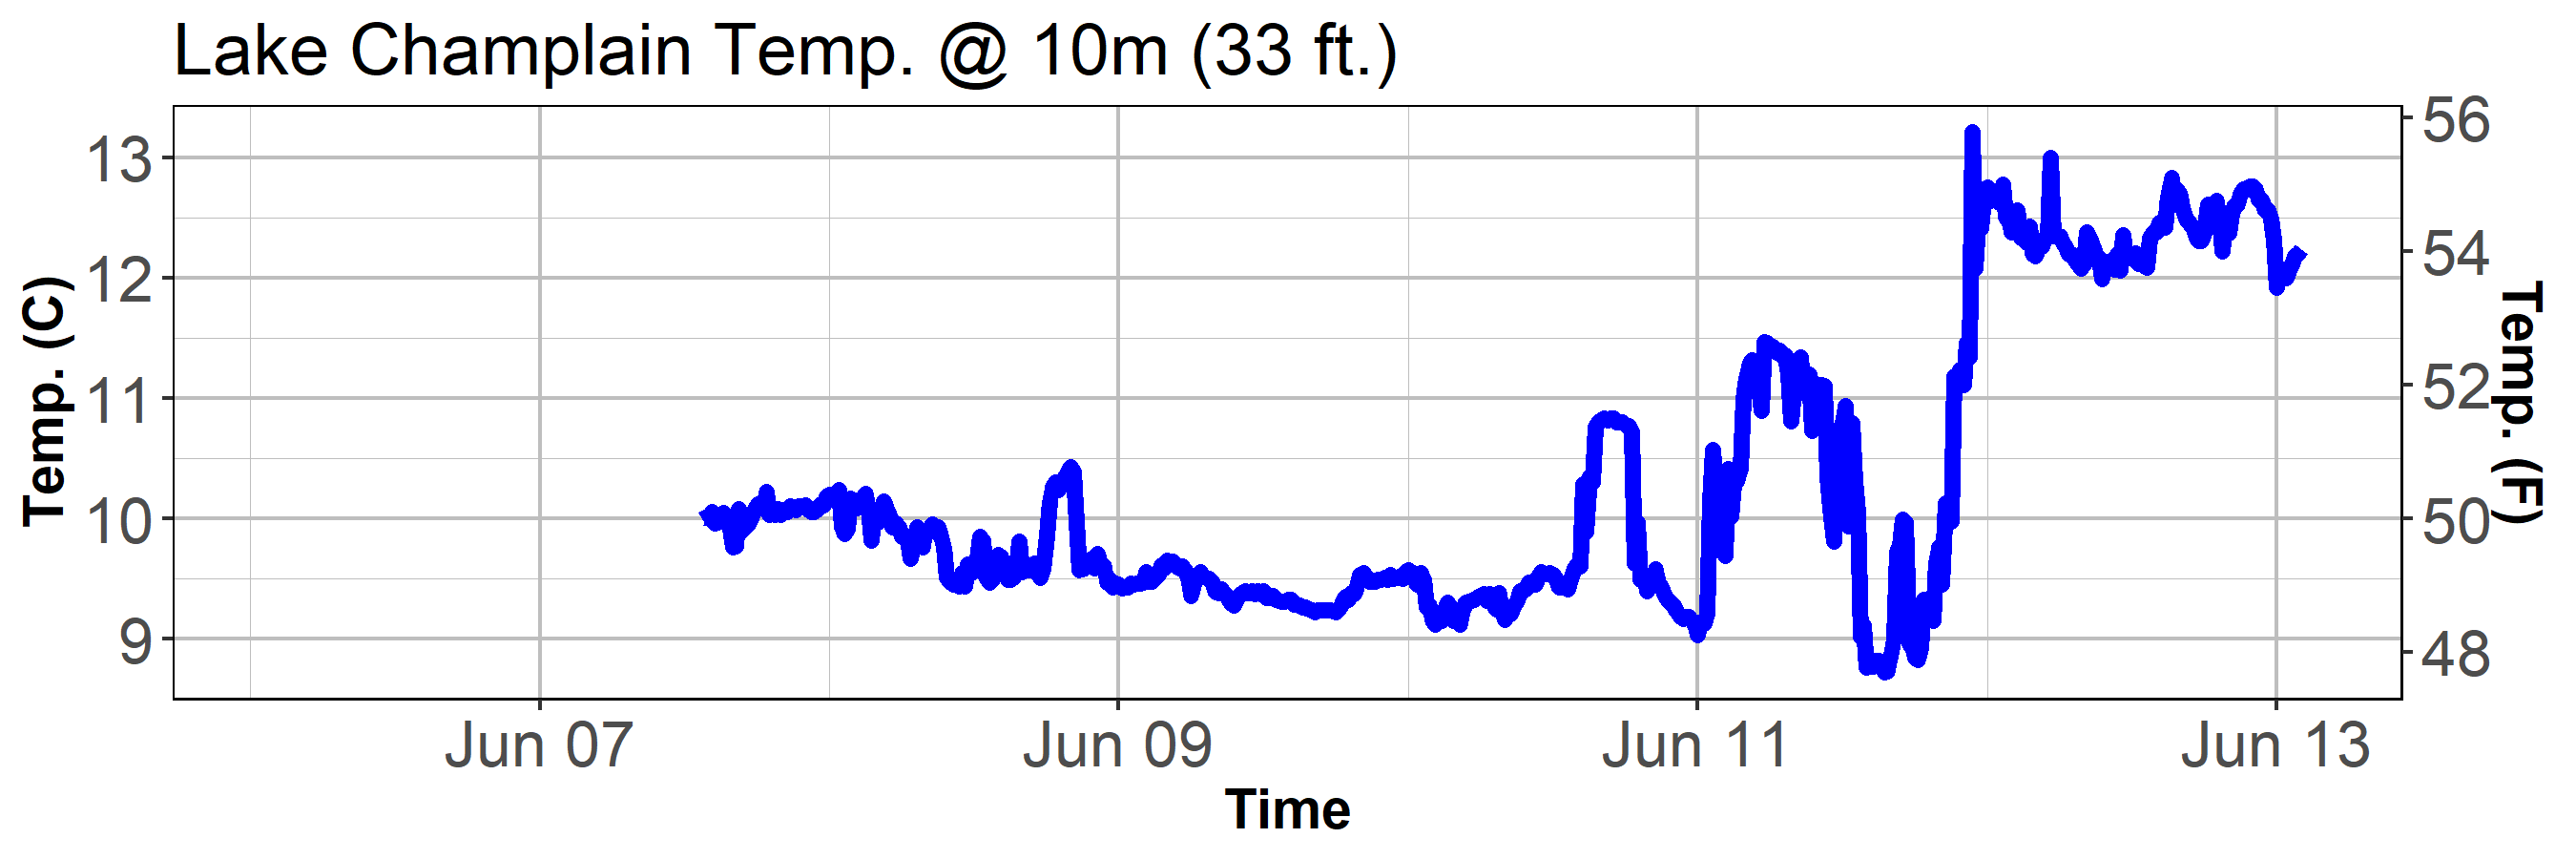 Lake Champlain Temp. @ 10m (33 ft.)
Temp. (C)
13
12
11
10
9
56
54
52
50
48
Temp. (F)
Jun 07
Jun 09
Jun 11
Jun 13
Time